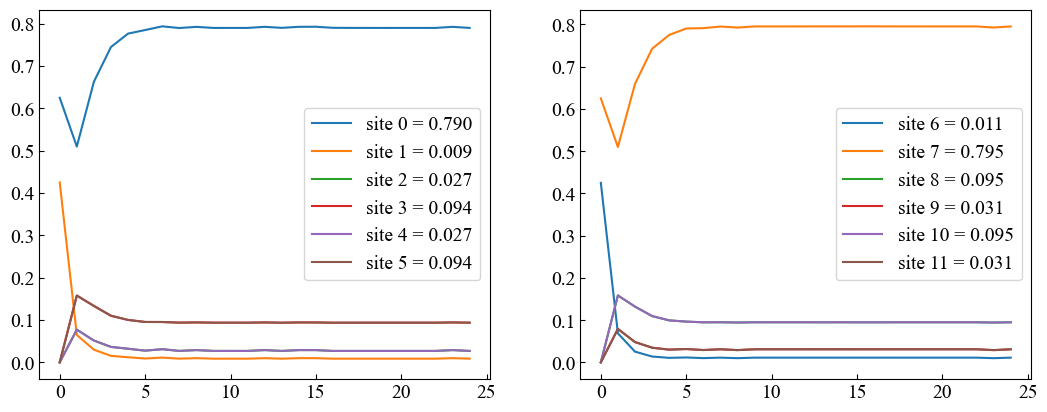 0.8
0.7
0.6
0.5
0.4
0.3
0.2
0.1
0.0
site 0 = 0.790
site 1 = 0.009
site 2 = 0.027
site 3 = 0.094
site 4 = 0.027
site 5 = 0.094
0 5 10 15 20 25
0.8
0.7
0.6
0.5
0.4
0.3
0.2
0.1
0.0
site 6 = 0.011
site 7 = 0.795
site 8 = 0.095
site 9 = 0.031
site 10 = 0.095
site 11 = 0.031
0 5 10 15 20 25